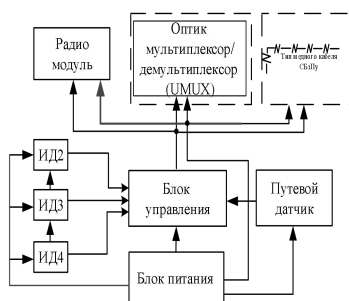 Радио
модуль
Оптик
мультиплексор/
демультиплексор
(UMUX)
Тип медного кабеля
СБзПу
ИД2
ИД3
ИД4
Блок
управления
Путевой
датчик
Блок питания